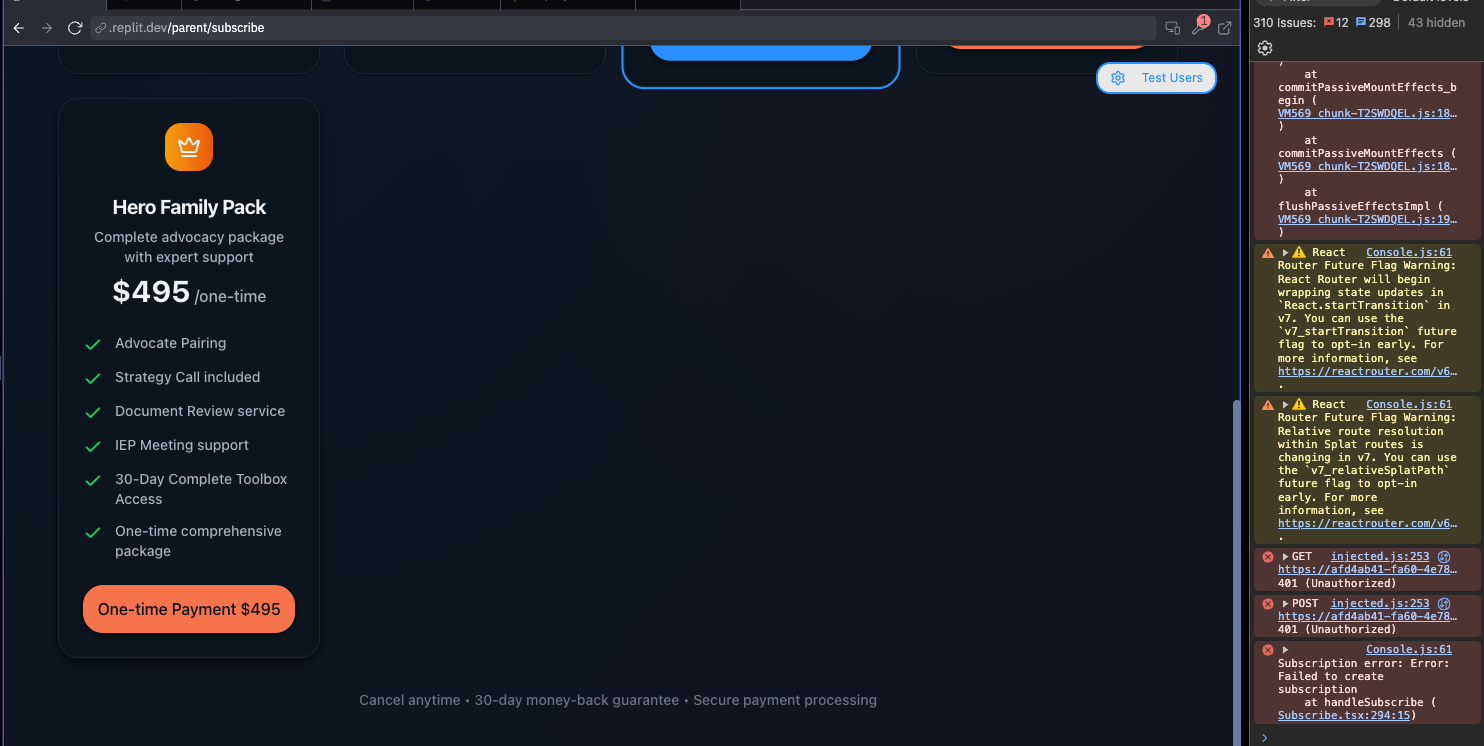 .replit.dev/parent/subscribe
1
Test Users
Hero Family Pack
Complete advocacy package
with expert support
$495 /one-time
Advocate Pairing
Strategy Call included
Document Review service
IEP Meeting support
30-Day Complete Toolbox
Access
One-time comprehensive
package
One-time Payment $495
Cancel anytime • 30-day money-back guarantee • Secure payment processing
310 Issues: 12 298 43 hidden
)
at
commitPassiveMountEffects_b
egin (
VM569 chunk-T2SWDQEL.js:18…
)
at
commitPassiveMountEffects (
VM569 chunk-T2SWDQEL.js:18…
)
at
flushPassiveEffectsImpl (
VM569 chunk-T2SWDQEL.js:19…
)
⚠️ React Console.js:61
Router Future Flag Warning:
React Router will begin
wrapping state updates in
`React.startTransition` in
v7. You can use the
`v7_startTransition` future
flag to opt-in early. For
more information, see
https://reactrouter.com/v6…
.
⚠️ React Console.js:61
Router Future Flag Warning:
Relative route resolution
within Splat routes is
changing in v7. You can use
the `v7_relativeSplatPath`
future flag to opt-in
early. For more
information, see
https://reactrouter.com/v6…
.
GET injected.js:253
https://afd4ab41-fa60-4e78…
401 (Unauthorized)
POST injected.js:253
https://afd4ab41-fa60-4e78…
401 (Unauthorized)
Console.js:61
Subscription error: Error:
Failed to create
subscription
at handleSubscribe (
Subscribe.tsx:294:15)